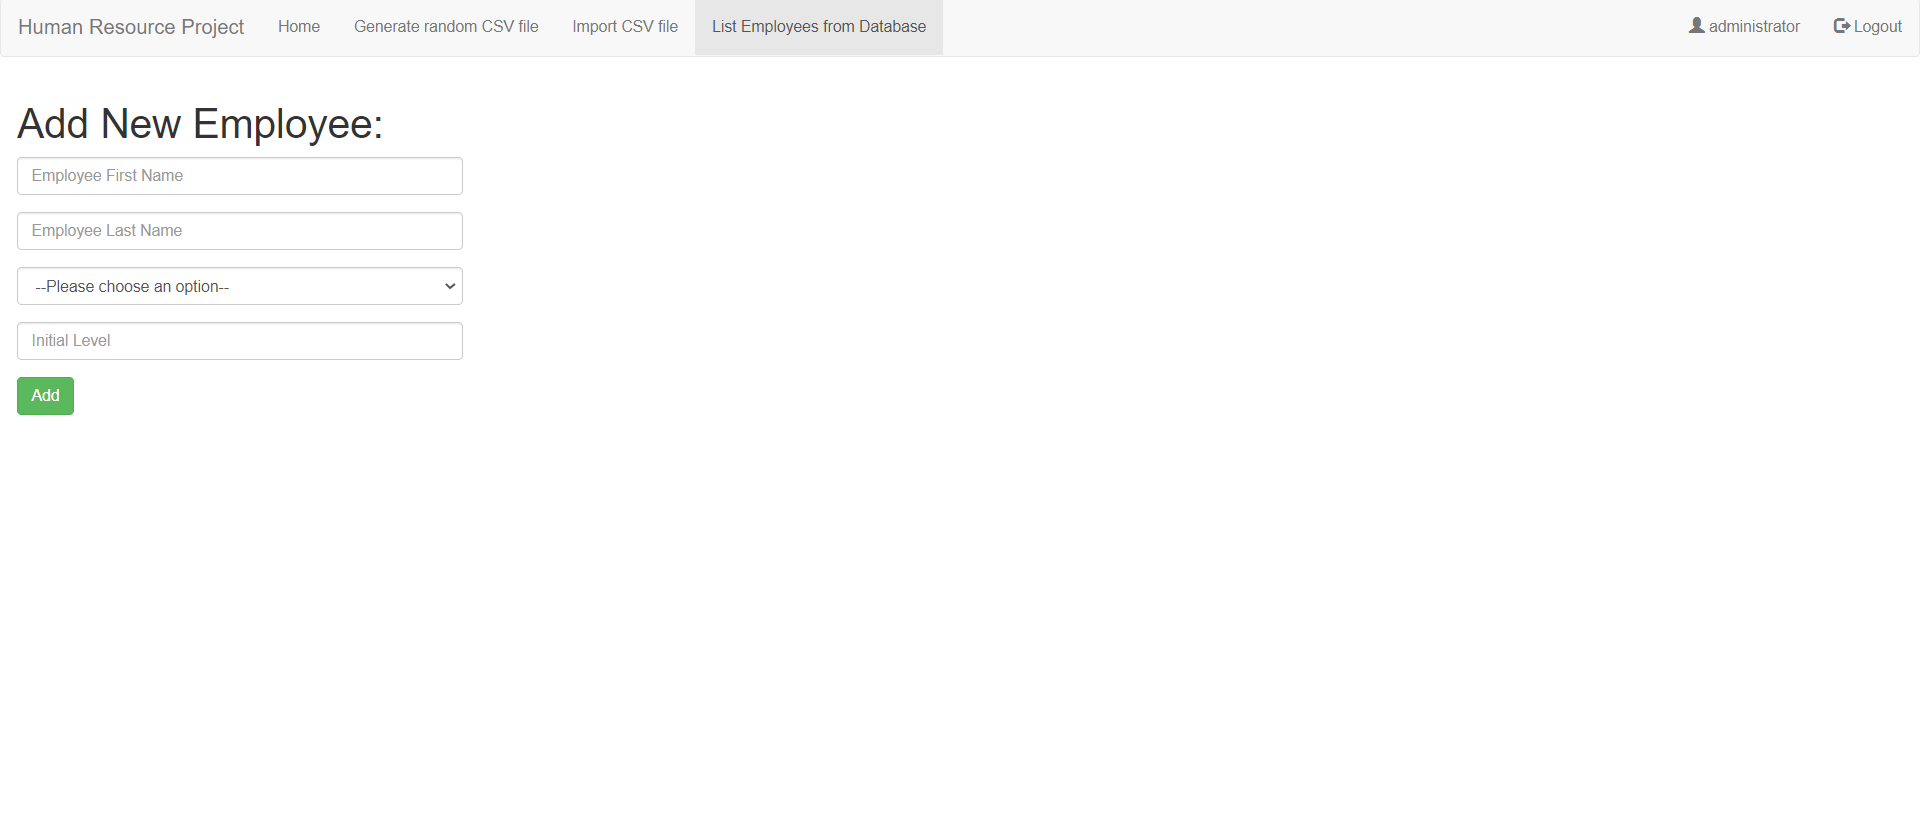 Human Resource Project Home Generate random CSV file Import CSV file List Employees from Database administrator Logout
Add New Employee:
Employee First Name
Employee Last Name
--Please choose an option--
Initial Level
Add